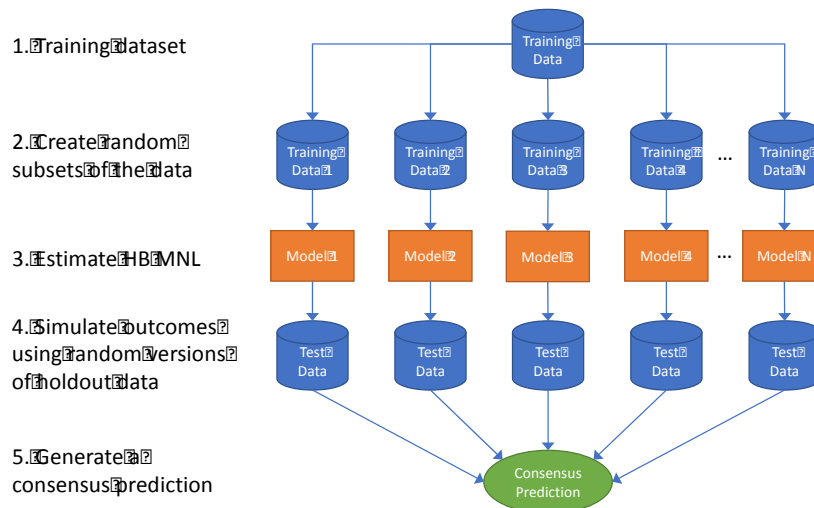 1. Training dataset
Training
Data
2. Create random
subsets of the data
Training
Data 1
Training
Data 2
Training
Data 3
Training
Data 4
...
Training
Data N
3. Estimate HB MNL
Model 1
Model 2
Model 3
Model 4
...
Model N
4. Simulate outcomes
using random versions
of holdout data
Test
Data
Test
Data
Test
Data
Test
Data
Test
Data
5. Generate a
consensus prediction
Consensus
Prediction